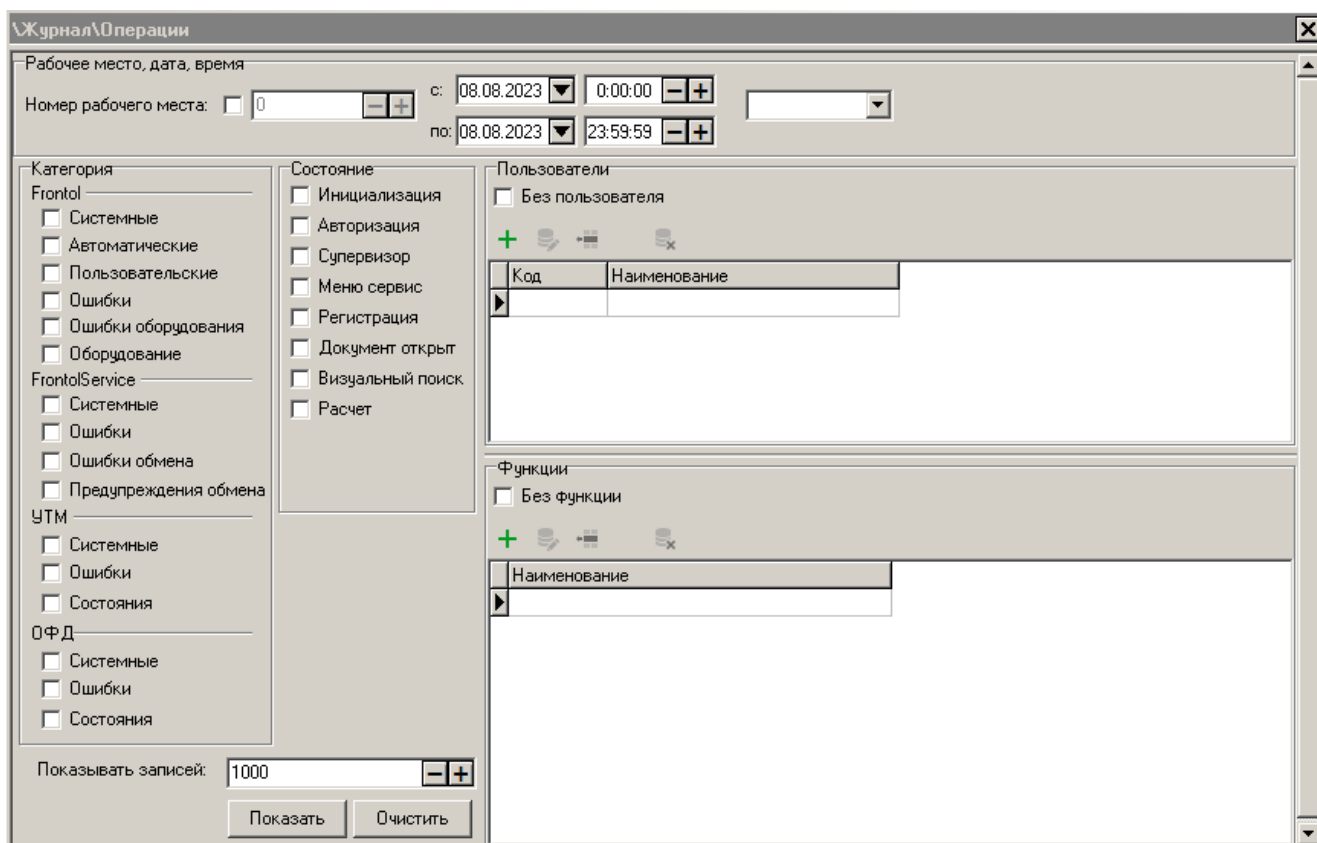 \Журнал\Операции
Рабочее место, дата, время
Номер рабочего места: 0
с: 08.08.2023 0:00:00
по: 08.08.2023 23:59:59
Категория
Frontol
Системные
Автоматические
Пользовательские
Ошибки
Ошибки оборудования
Оборудование
FrontolService
Системные
Ошибки
Ошибки обмена
Предупреждения обмена
УТМ
Системные
Ошибки
Состояния
ОФД
Системные
Ошибки
Состояния
Состояние
Инициализация
Авторизация
Супервизор
Меню сервис
Регистрация
Документ открыт
Визуальный поиск
Расчет
Пользователи
Без пользователя
Код Наименование
Функции
Без функции
Наименование
Показывать записей: 1000
Показать Очистить